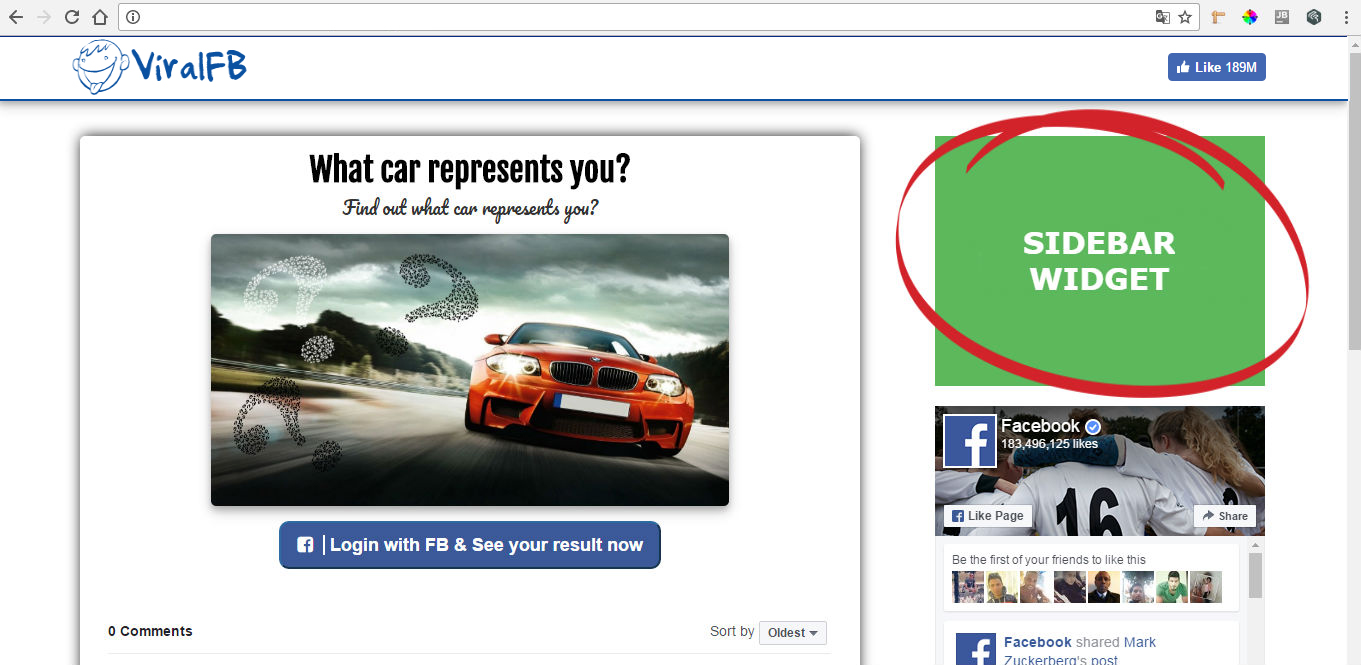 ViralFB
Like 189M
What car represents you?
Find out what car represents you?
Login with FB & See your result now
0 Comments
Sort by Oldest
SIDEBAR
WIDGET
Facebook
183,496,125 likes
16
Like Page
Share
Be the first of your friends to like this
Facebook shared Mark
Zuckerberg's post
JB